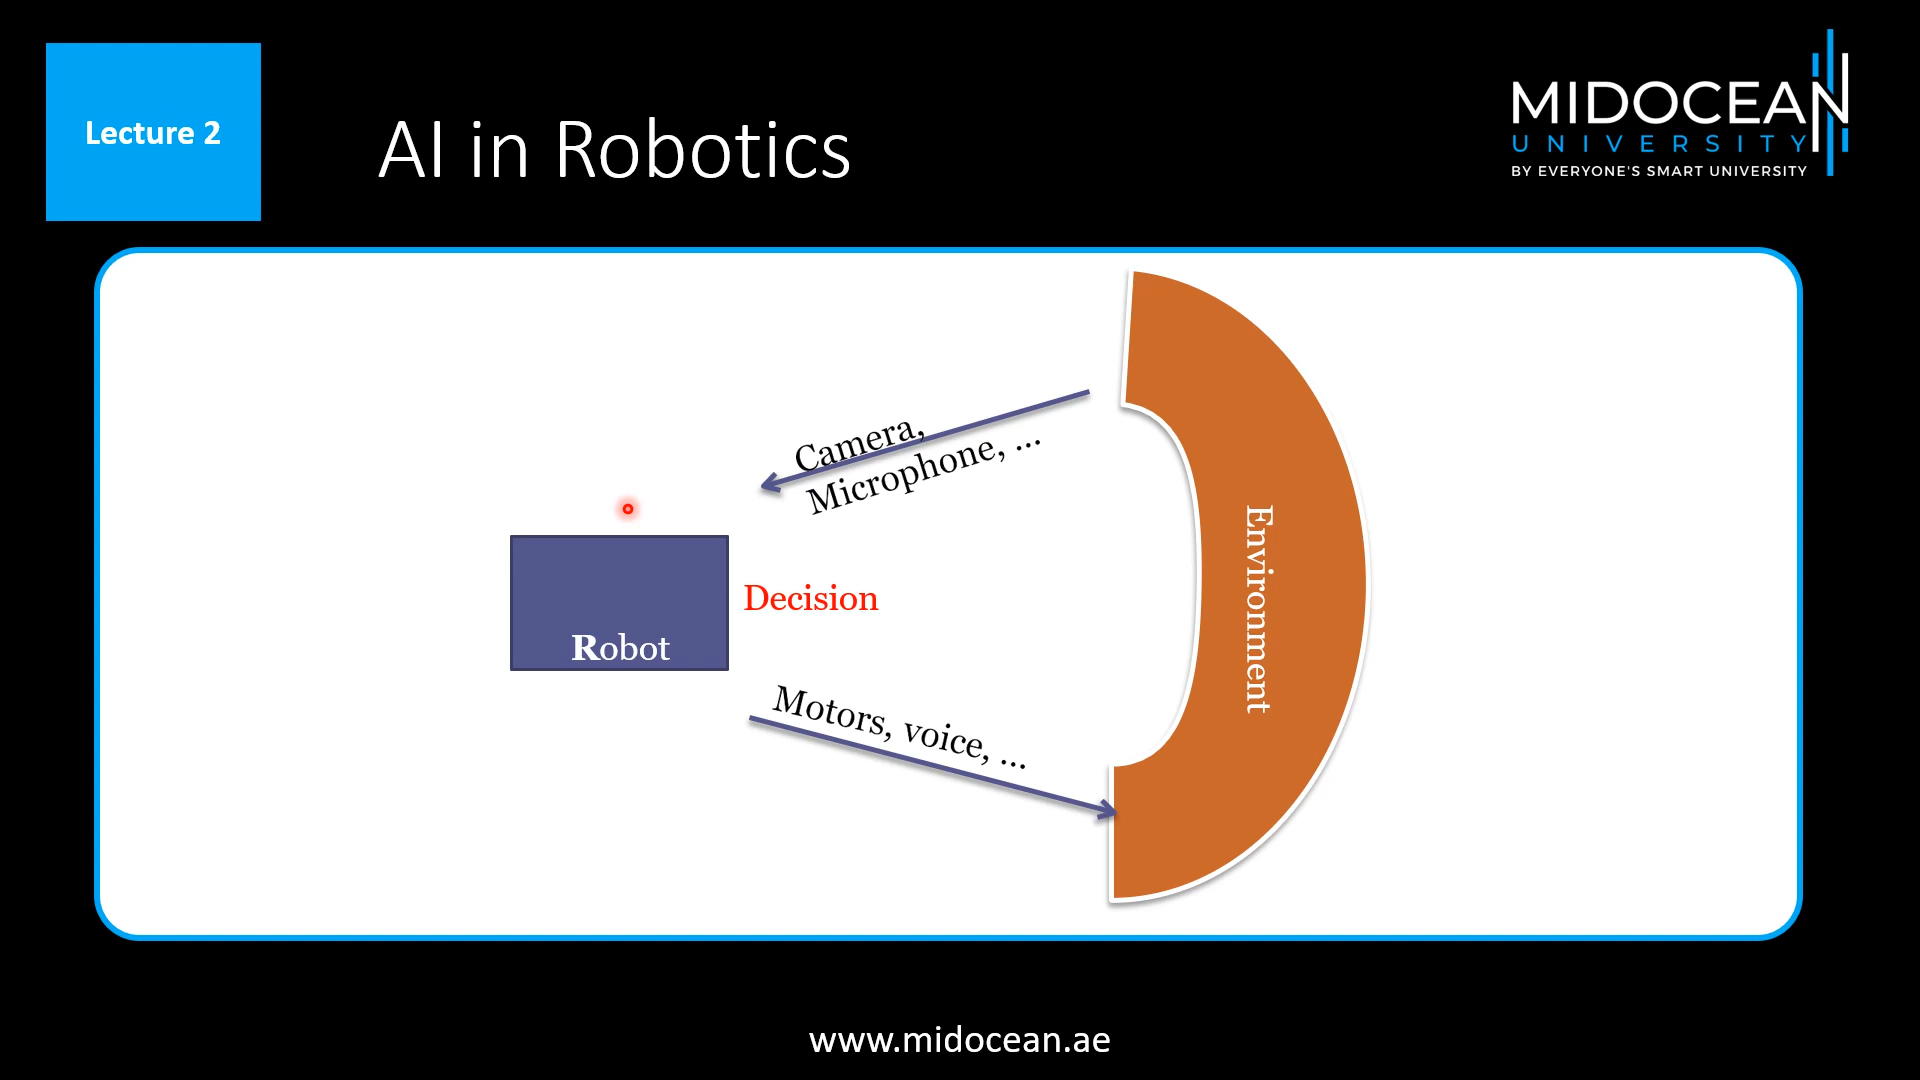 Lecture 2
AI in Robotics
MIDOCEAN
UNIVERSITY
BY EVERYONE'S SMART UNIVERSITY
Camera,
Microphone, ...
Robot
Decision
Environment
Motors, voice, ...
www.midocean.ae